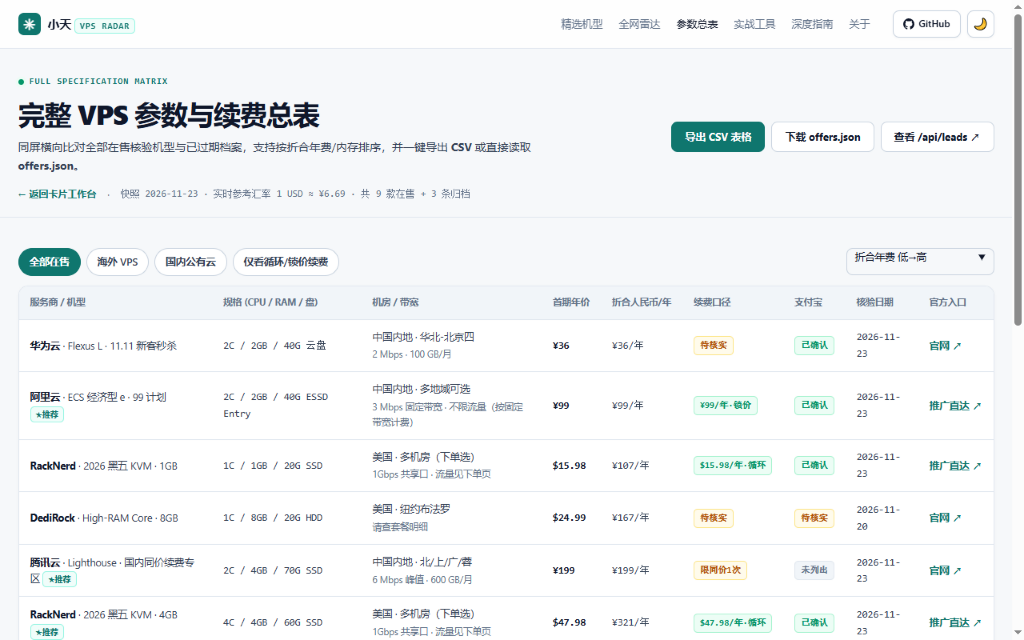 小天 VPS RADAR 精选机型 全网雷达 参数总表 实战工具 深度指南 关于 GitHub
FULL SPECIFICATION MATRIX
完整 VPS 参数与续费总表
同屏横向比对全部在售核验机型与已过期档案，支持按折合年费/内存排序，并一键导出 CSV 或直接读取
offers.json。
导出 CSV 表格 下载 offers.json 查看 /api/leads ↗
← 返回卡片工作台 · 快照 2026-11-23 · 实时参考汇率 1 USD ≈ ¥6.69 · 共 9 款在售 + 3 条归档
全部在售 海外 VPS 国内公有云 仅看循环/锁价续费 折合年费 低→高 ▼
服务商 / 机型 规格 (CPU / RAM / 盘) 机房 / 带宽 首期年价 折合人民币/年 续费口径 支付宝 核验日期 官方入口
华为云 · Flexus L · 11.11 新客秒杀 2C / 2GB / 40G 云盘 中国内地 · 华北-北京四 ¥36 ¥36/年 待核实 已确认 2026-11- 官网 ↗
2 Mbps · 100 GB/月 23
阿里云 · ECS 经济型 e · 99 计划 2C / 2GB / 40G ESSD 中国内地 · 多地域可选 ¥99 ¥99/年 ¥99/年·锁价 已确认 2026-11- 推广直达 ↗
★推荐 Entry 3 Mbps 固定带宽 · 不限流量（按固定 23
带宽计费）
RackNerd · 2026 黑五 KVM · 1GB 1C / 1GB / 20G SSD 美国 · 多机房（下单选） $15.98 ¥107/年 $15.98/年·循环 已确认 2026-11- 推广直达 ↗
1Gbps 共享口 · 流量见下单页 23
DediRock · High-RAM Core · 8GB 1C / 8GB / 20G HDD 美国 · 纽约布法罗 $24.99 ¥167/年 待核实 待核实 2026-11- 官网 ↗
请查套餐明细 20
腾讯云 · Lighthouse · 国内同价续费专 2C / 4GB / 70G SSD 中国内地 · 北/上/广/蓉 ¥199 ¥199/年 限同价1次 未列出 2026-11- 官网 ↗
区 ★推荐 6 Mbps 峰值 · 600 GB/月 23
RackNerd · 2026 黑五 KVM · 4GB 4C / 4GB / 60G SSD 美国 · 多机房（下单选） $47.98 ¥321/年 $47.98/年·循环 已确认 2026-11- 推广直达 ↗
★推荐 1Gbps 共享口 · 流量见下单页 23